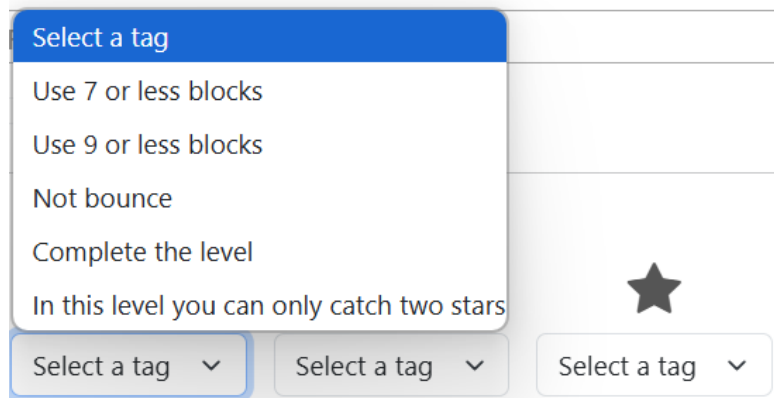 Select a tag
Use 7 or less blocks
Use 9 or less blocks
Not bounce
Complete the level
In this level you can only catch two stars
Select a tag
Select a tag
Select a tag